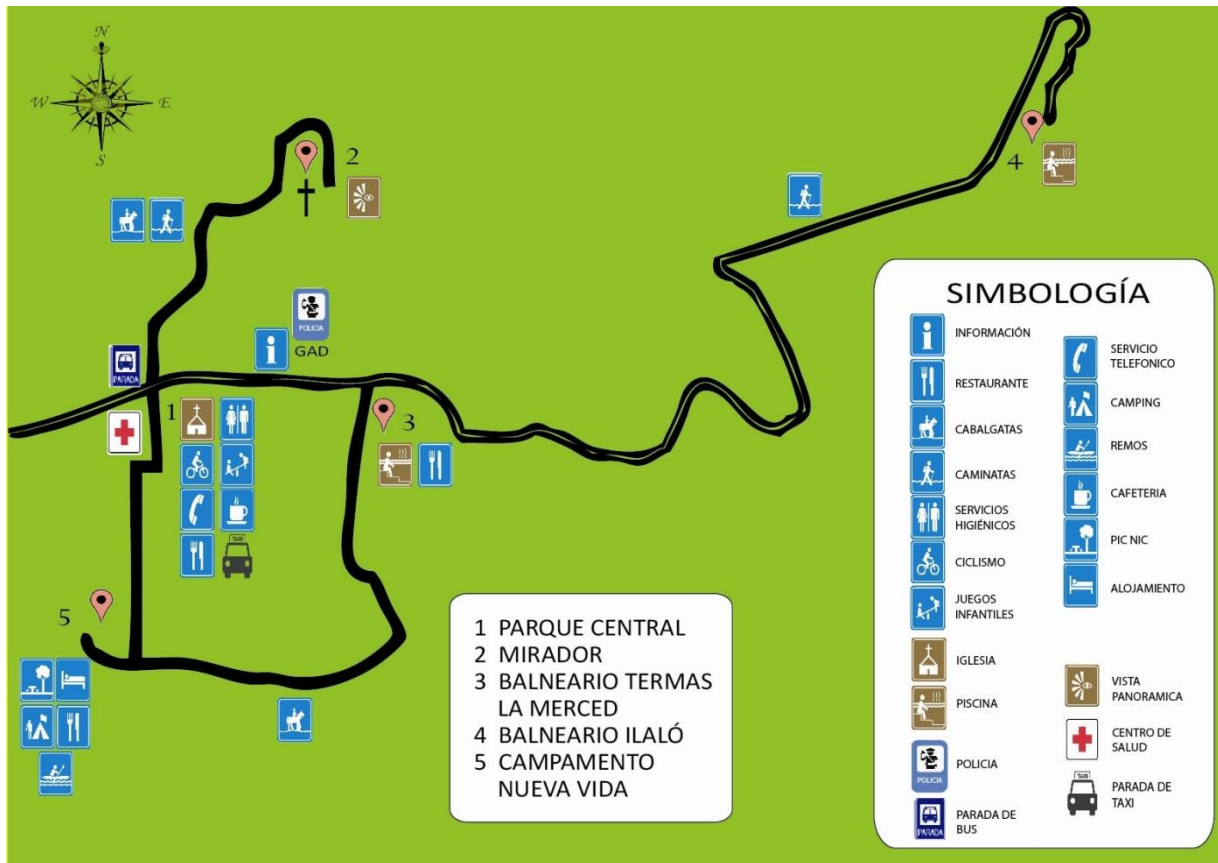 N
W
E
S
2
4
POLICIA
GAD
PARADA
1
3
TAXI
5
1 PARQUE CENTRAL
2 MIRADOR
3 BALNEARIO TERMAS
LA MERCED
4 BALNEARIO ILALÓ
5 CAMPAMENTO
NUEVA VIDA
SIMBOLOGÍA
INFORMACIÓN
RESTAURANTE
CABALGATAS
CAMINATAS
SERVICIOS
HIGIÉNICOS
CICLISMO
JUEGOS
INFANTILES
IGLESIA
PISCINA
POLICIA
POLICIA
PARADA
PARADA DE
BUS
SERVICIO
TELEFONICO
CAMPING
REMOS
CAFETERIA
PIC NIC
ALOJAMIENTO
VISTA
PANORAMICA
CENTRO DE
SALUD
TAXI
PARADA DE
TAXI